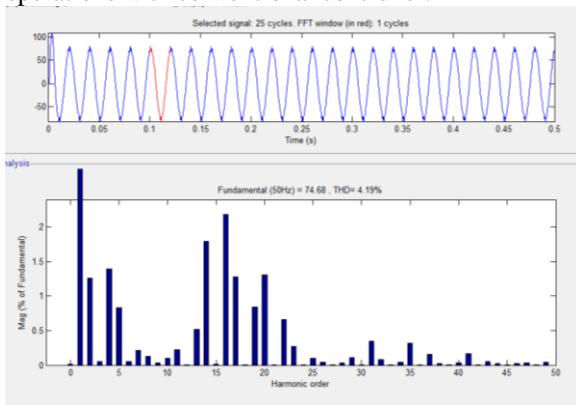 Selected signal: 25 cycles. FFT window (in red): 1 cycles
100
50
0
-50
0 0.05 0.1 0.15 0.2 0.25 0.3 0.35 0.4 0.45 0.5
Time (s)
nalysis
Fundamental (50Hz) = 74.68 , THD= 4.19%
Mag (% of Fundamental)
2
1.5
1
0.5
0
0 5 10 15 20 25 30 35 40 45 50
Harmonic order